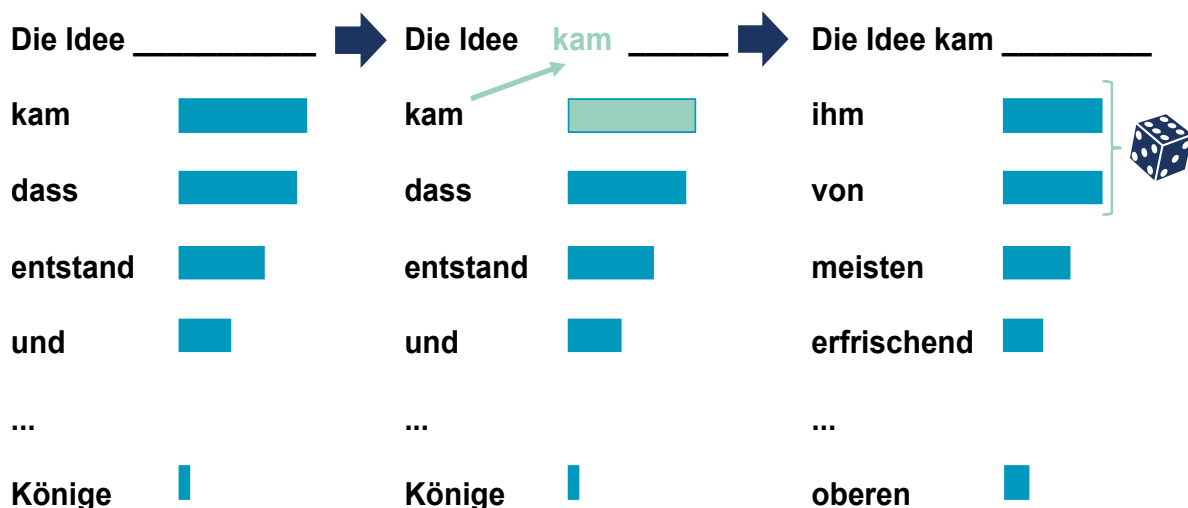 Die Idee ___________
kam
dass
entstand
und
...
Könige
Die Idee kam ______
kam
dass
entstand
und
...
Könige
Die Idee kam _________
ihm
von
meisten
erfrischend
...
oberen